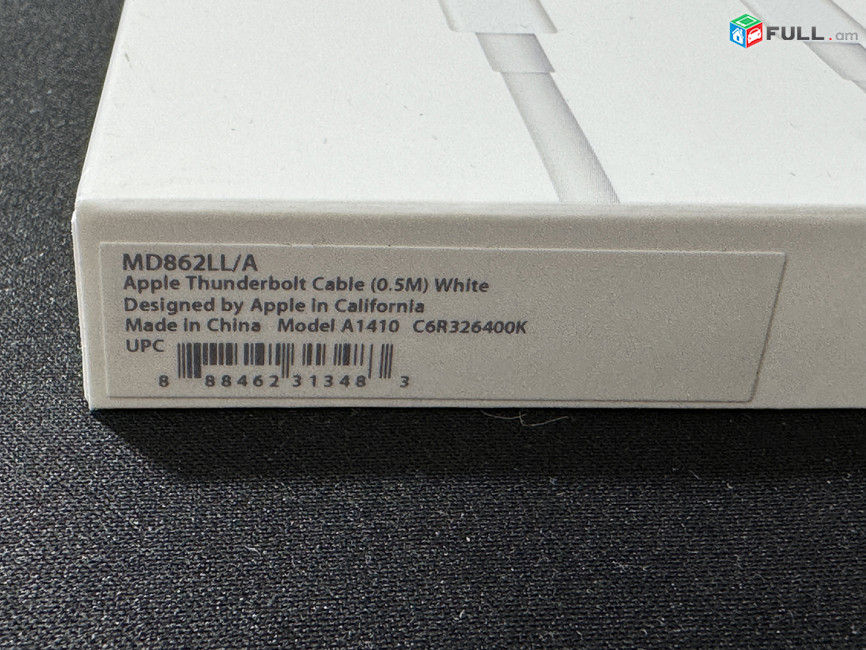 FULL.am
MD862LL/A
Apple Thunderbolt Cable (0.5M) White
Designed by Apple in California
Made in China Model A1410 C6R326400K
UPC
8 88462 31348 3